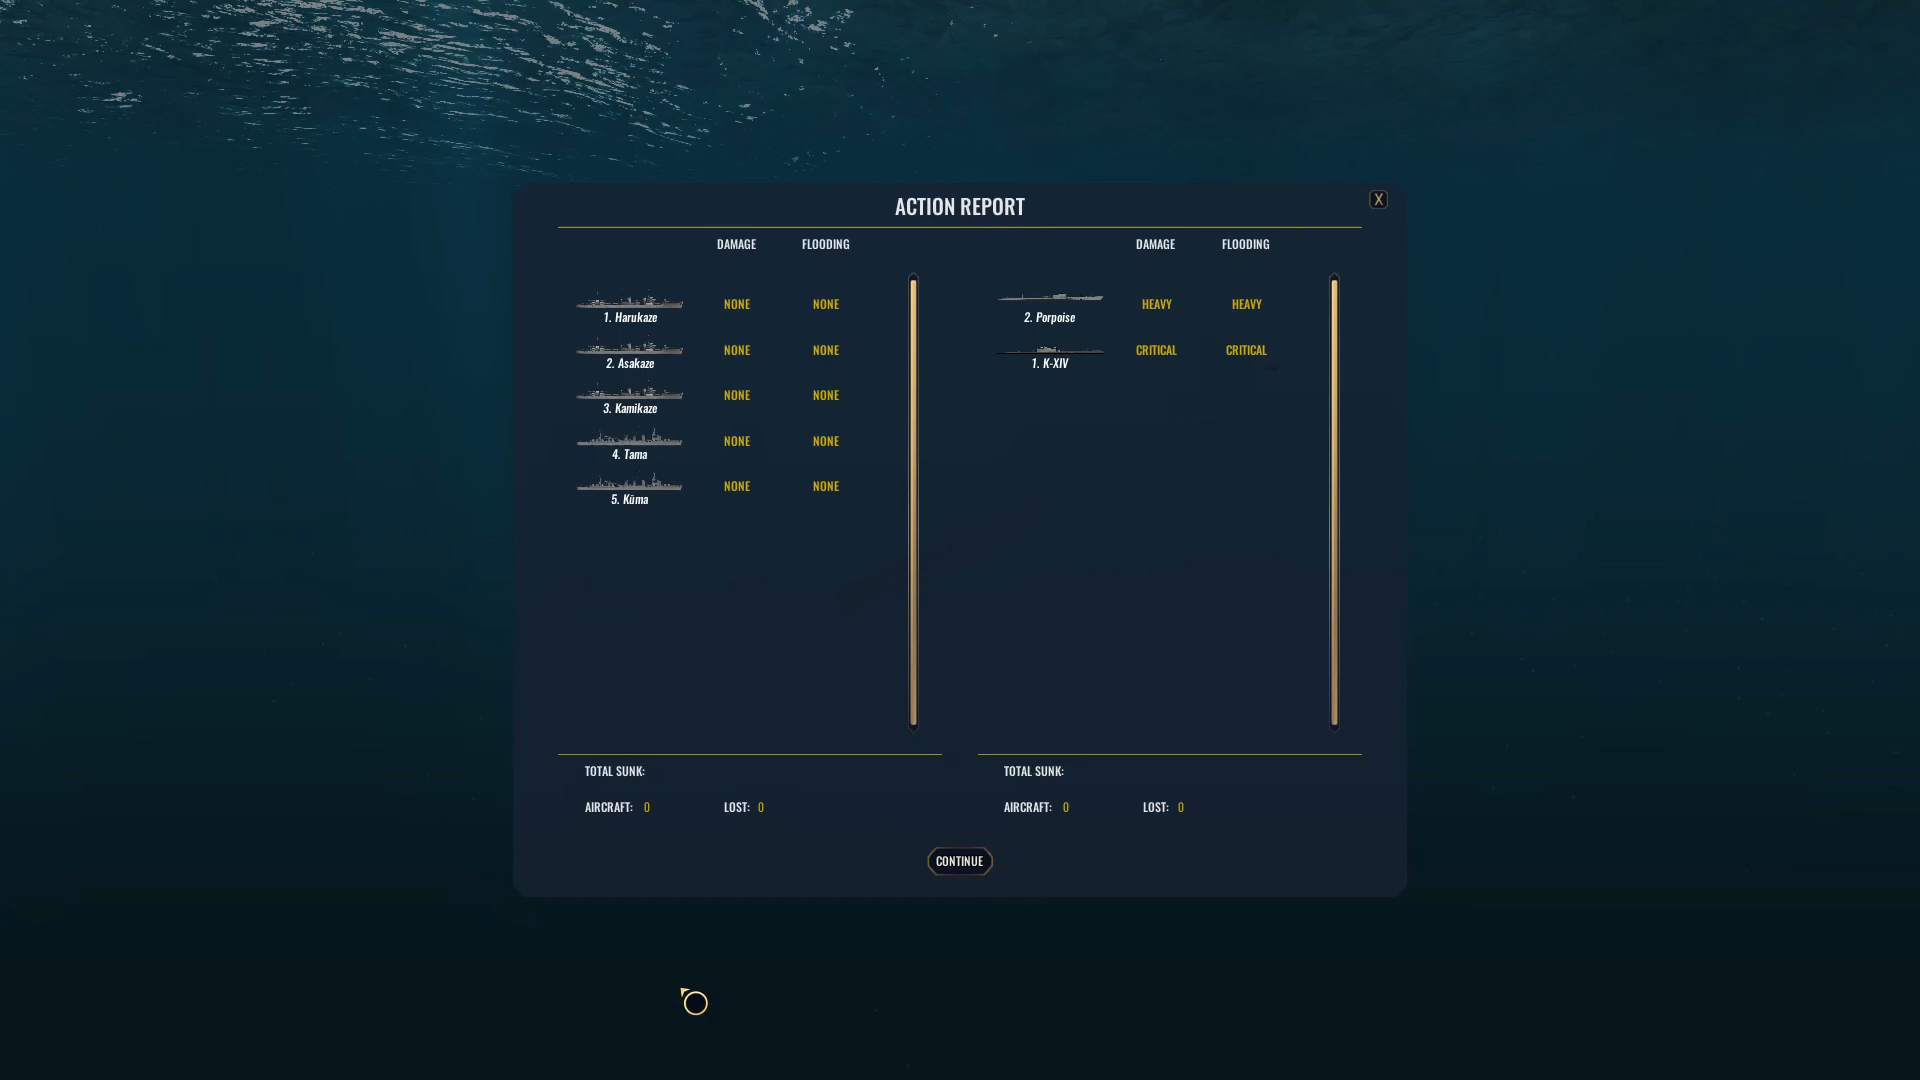 ACTION REPORT
X
DAMAGE FLOODING
1. Harukaze NONE NONE
2. Asakaze NONE NONE
3. Kamikaze NONE NONE
4. Tama NONE NONE
5. Kūma NONE NONE
TOTAL SUNK:
AIRCRAFT: 0 LOST: 0
DAMAGE FLOODING
2. Porpoise HEAVY HEAVY
1. K-XIV CRITICAL CRITICAL
TOTAL SUNK:
AIRCRAFT: 0 LOST: 0
CONTINUE